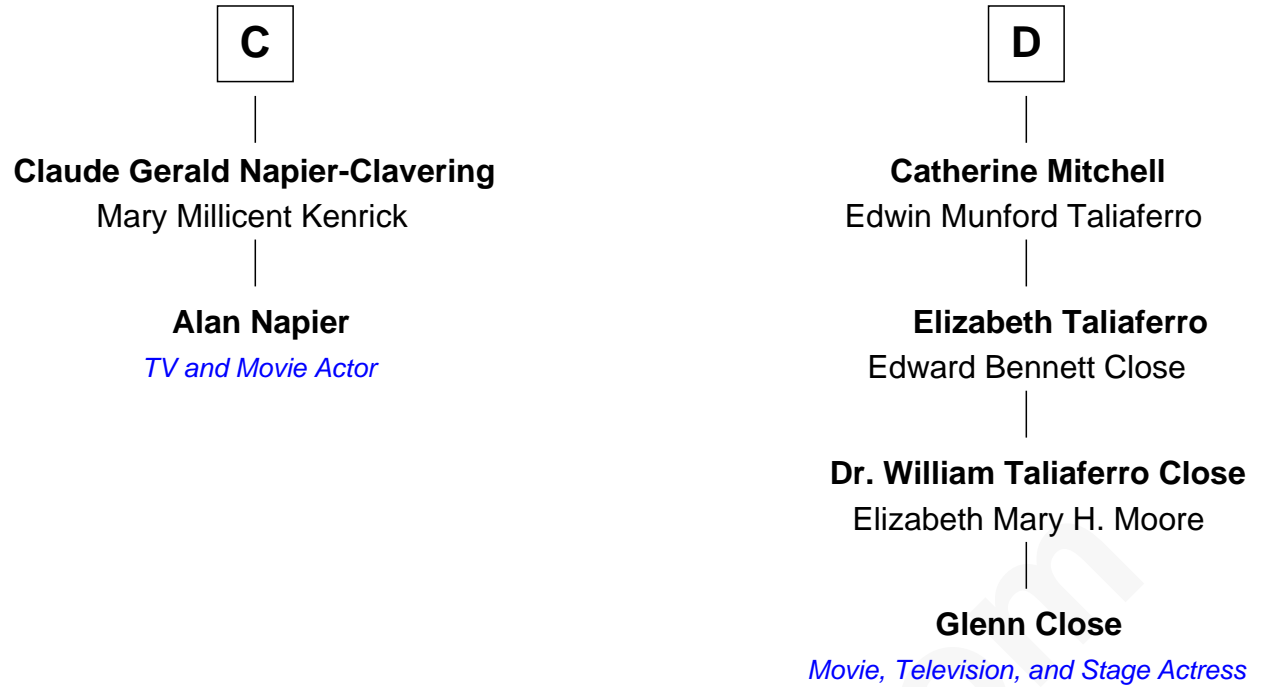 C
Claude Gerald Napier-Clavering
Mary Millicent Kenrick
Alan Napier
TV and Movie Actor
D
Catherine Mitchell
Edwin Munford Taliaferro
Elizabeth Taliaferro
Edward Bennett Close
Dr. William Taliaferro Close
Elizabeth Mary H. Moore
Glenn Close
Movie, Television, and Stage Actress